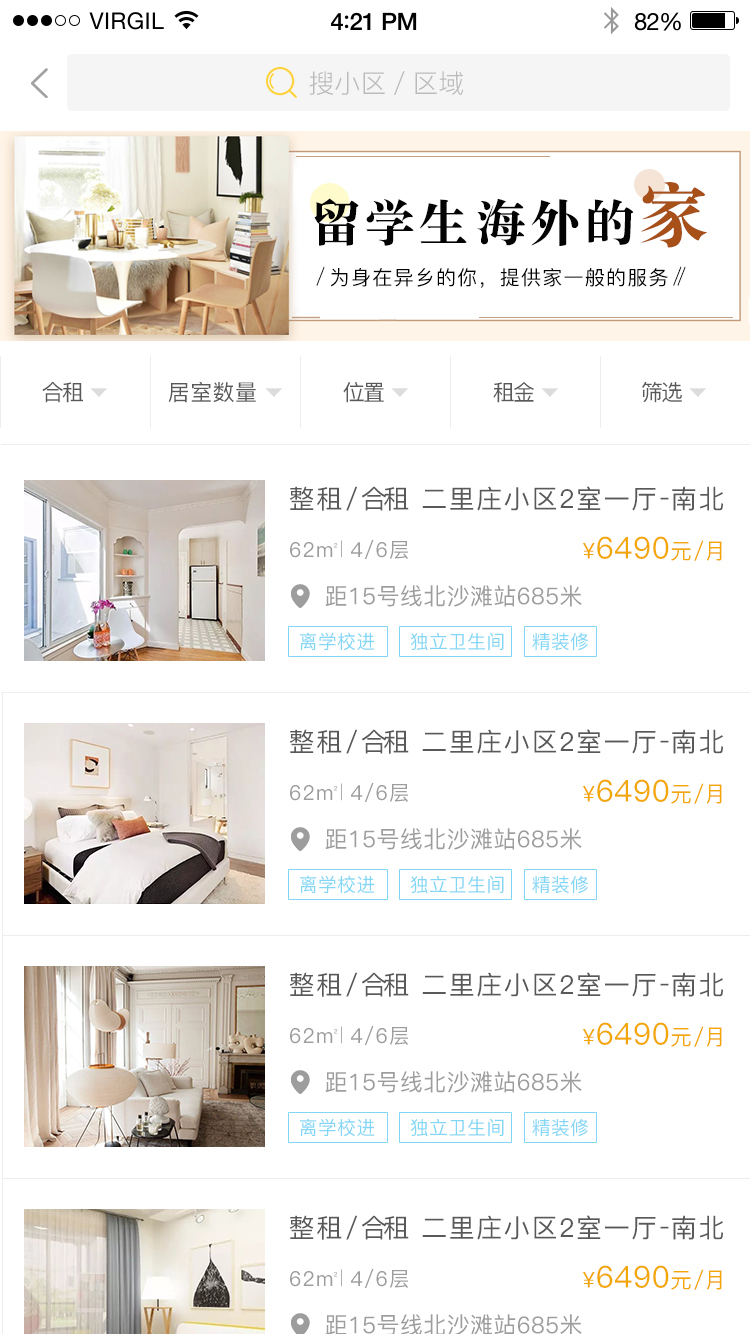 VIRGIL 4:21 PM 82%
搜小区 / 区域
留学生海外的家
/ 为身在异乡的你，提供家一般的服务 //
合租 居室数量 位置 租金 筛选
整租/合租 二里庄小区2室一厅-南北
62㎡| 4/6层 ¥6490元/月
距15号线北沙滩站685米
离学校进 独立卫生间 精装修
整租/合租 二里庄小区2室一厅-南北
62㎡| 4/6层 ¥6490元/月
距15号线北沙滩站685米
离学校进 独立卫生间 精装修
整租/合租 二里庄小区2室一厅-南北
62㎡| 4/6层 ¥6490元/月
距15号线北沙滩站685米
离学校进 独立卫生间 精装修
整租/合租 二里庄小区2室一厅-南北
62㎡| 4/6层 ¥6490元/月
距15号线北沙滩站685米